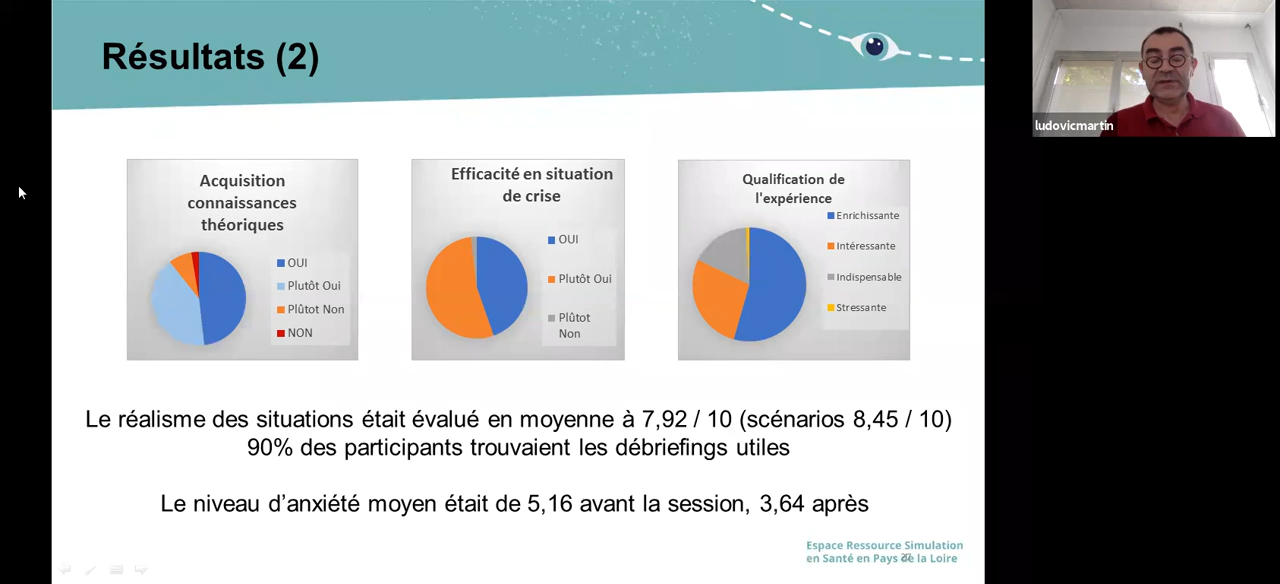 Résultats (2)
ludovicmartin
Acquisition
connaissances
théoriques
OUI
Plutôt Oui
Plûtot Non
NON
Efficacité en situation
de crise
OUI
Plutôt Oui
Plûtot
Non
Qualification de
l'expérience
Enrichissante
Intéressante
Indispensable
Stressante
Le réalisme des situations était évalué en moyenne à 7,92 / 10 (scénarios 8,45 / 10)
90% des participants trouvaient les débriefings utiles
Le niveau d’anxiété moyen était de 5,16 avant la session, 3,64 après
Espace Ressource Simulation
en Santé en Pays de la Loire